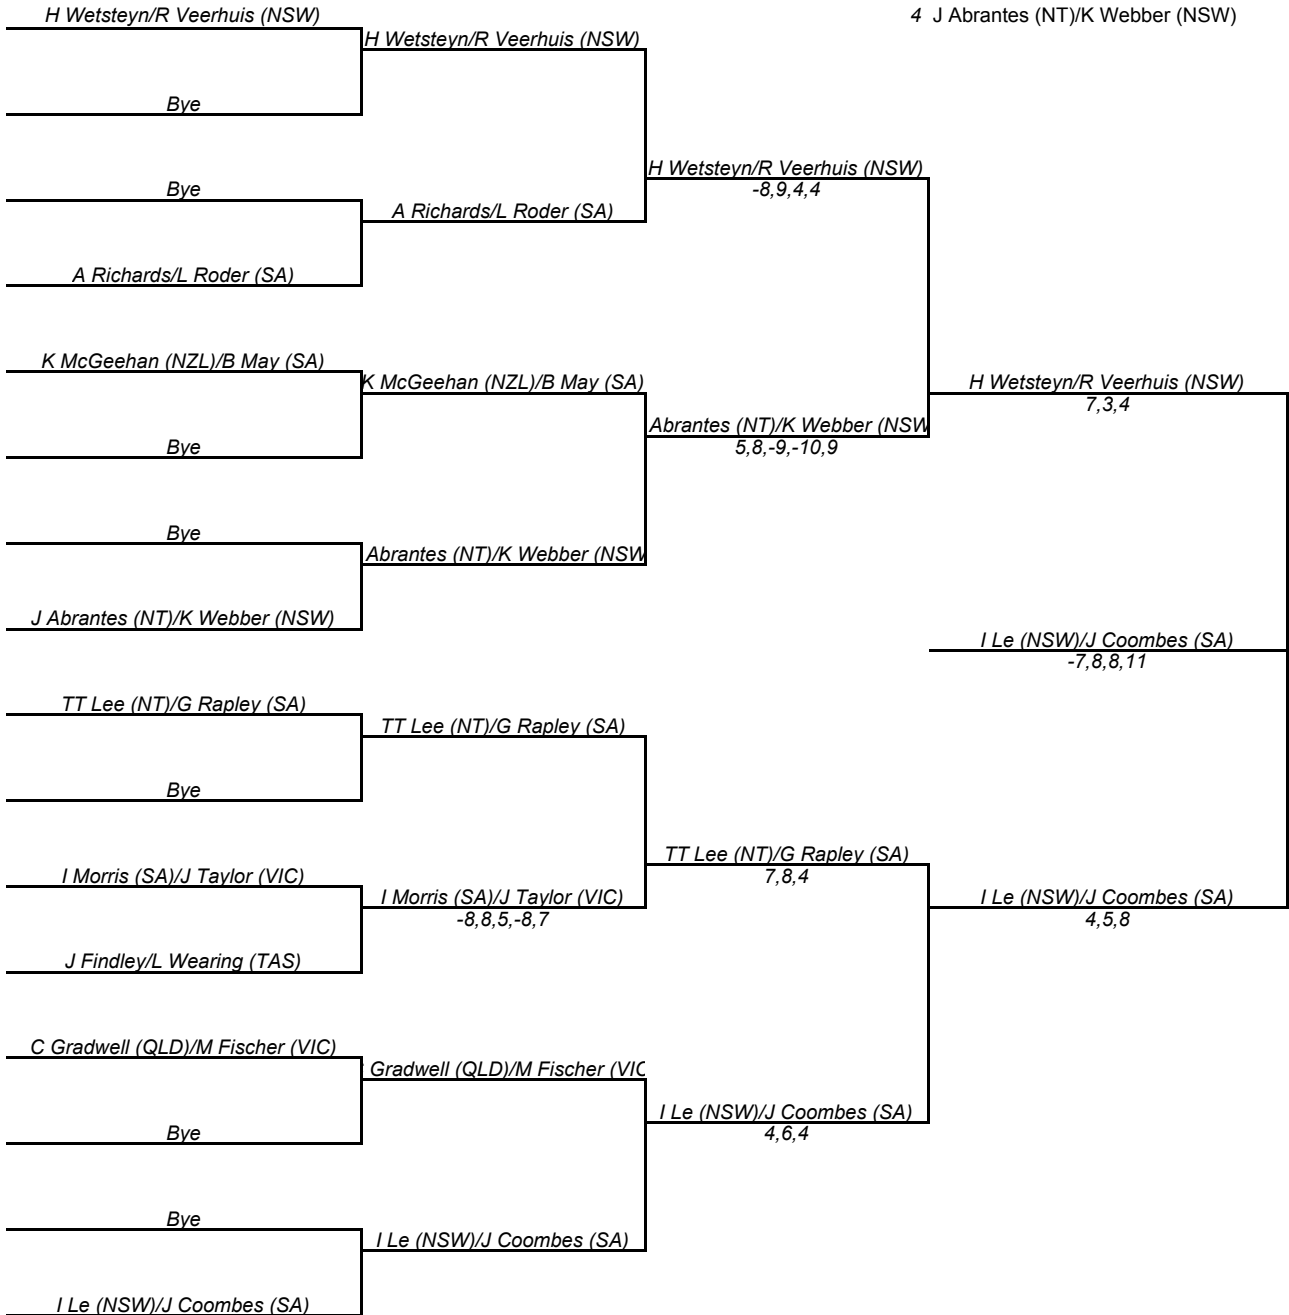 H Wetsteyn/R Veerhuis (NSW)
4 J Abrantes (NT)/K Webber (NSW)
H Wetsteyn/R Veerhuis (NSW)
Bye
H Wetsteyn/R Veerhuis (NSW)
Bye
-8,9,4,4
A Richards/L Roder (SA)
A Richards/L Roder (SA)
K McGeehan (NZL)/B May (SA)
K McGeehan (NZL)/B May (SA)
H Wetsteyn/R Veerhuis (NSW)
7,3,4
Abrantes (NT)/K Webber (NSW
Bye
5,8,-9,-10,9
Bye
Abrantes (NT)/K Webber (NSW
J Abrantes (NT)/K Webber (NSW)
I Le (NSW)/J Coombes (SA)
-7,8,8,11
TT Lee (NT)/G Rapley (SA)
TT Lee (NT)/G Rapley (SA)
Bye
TT Lee (NT)/G Rapley (SA)
I Morris (SA)/J Taylor (VIC)
7,8,4
I Morris (SA)/J Taylor (VIC)
I Le (NSW)/J Coombes (SA)
-8,8,5,-8,7
4,5,8
J Findley/L Wearing (TAS)
C Gradwell (QLD)/M Fischer (VIC)
Gradwell (QLD)/M Fischer (VIC
I Le (NSW)/J Coombes (SA)
Bye
4,6,4
Bye
I Le (NSW)/J Coombes (SA)
I Le (NSW)/J Coombes (SA)